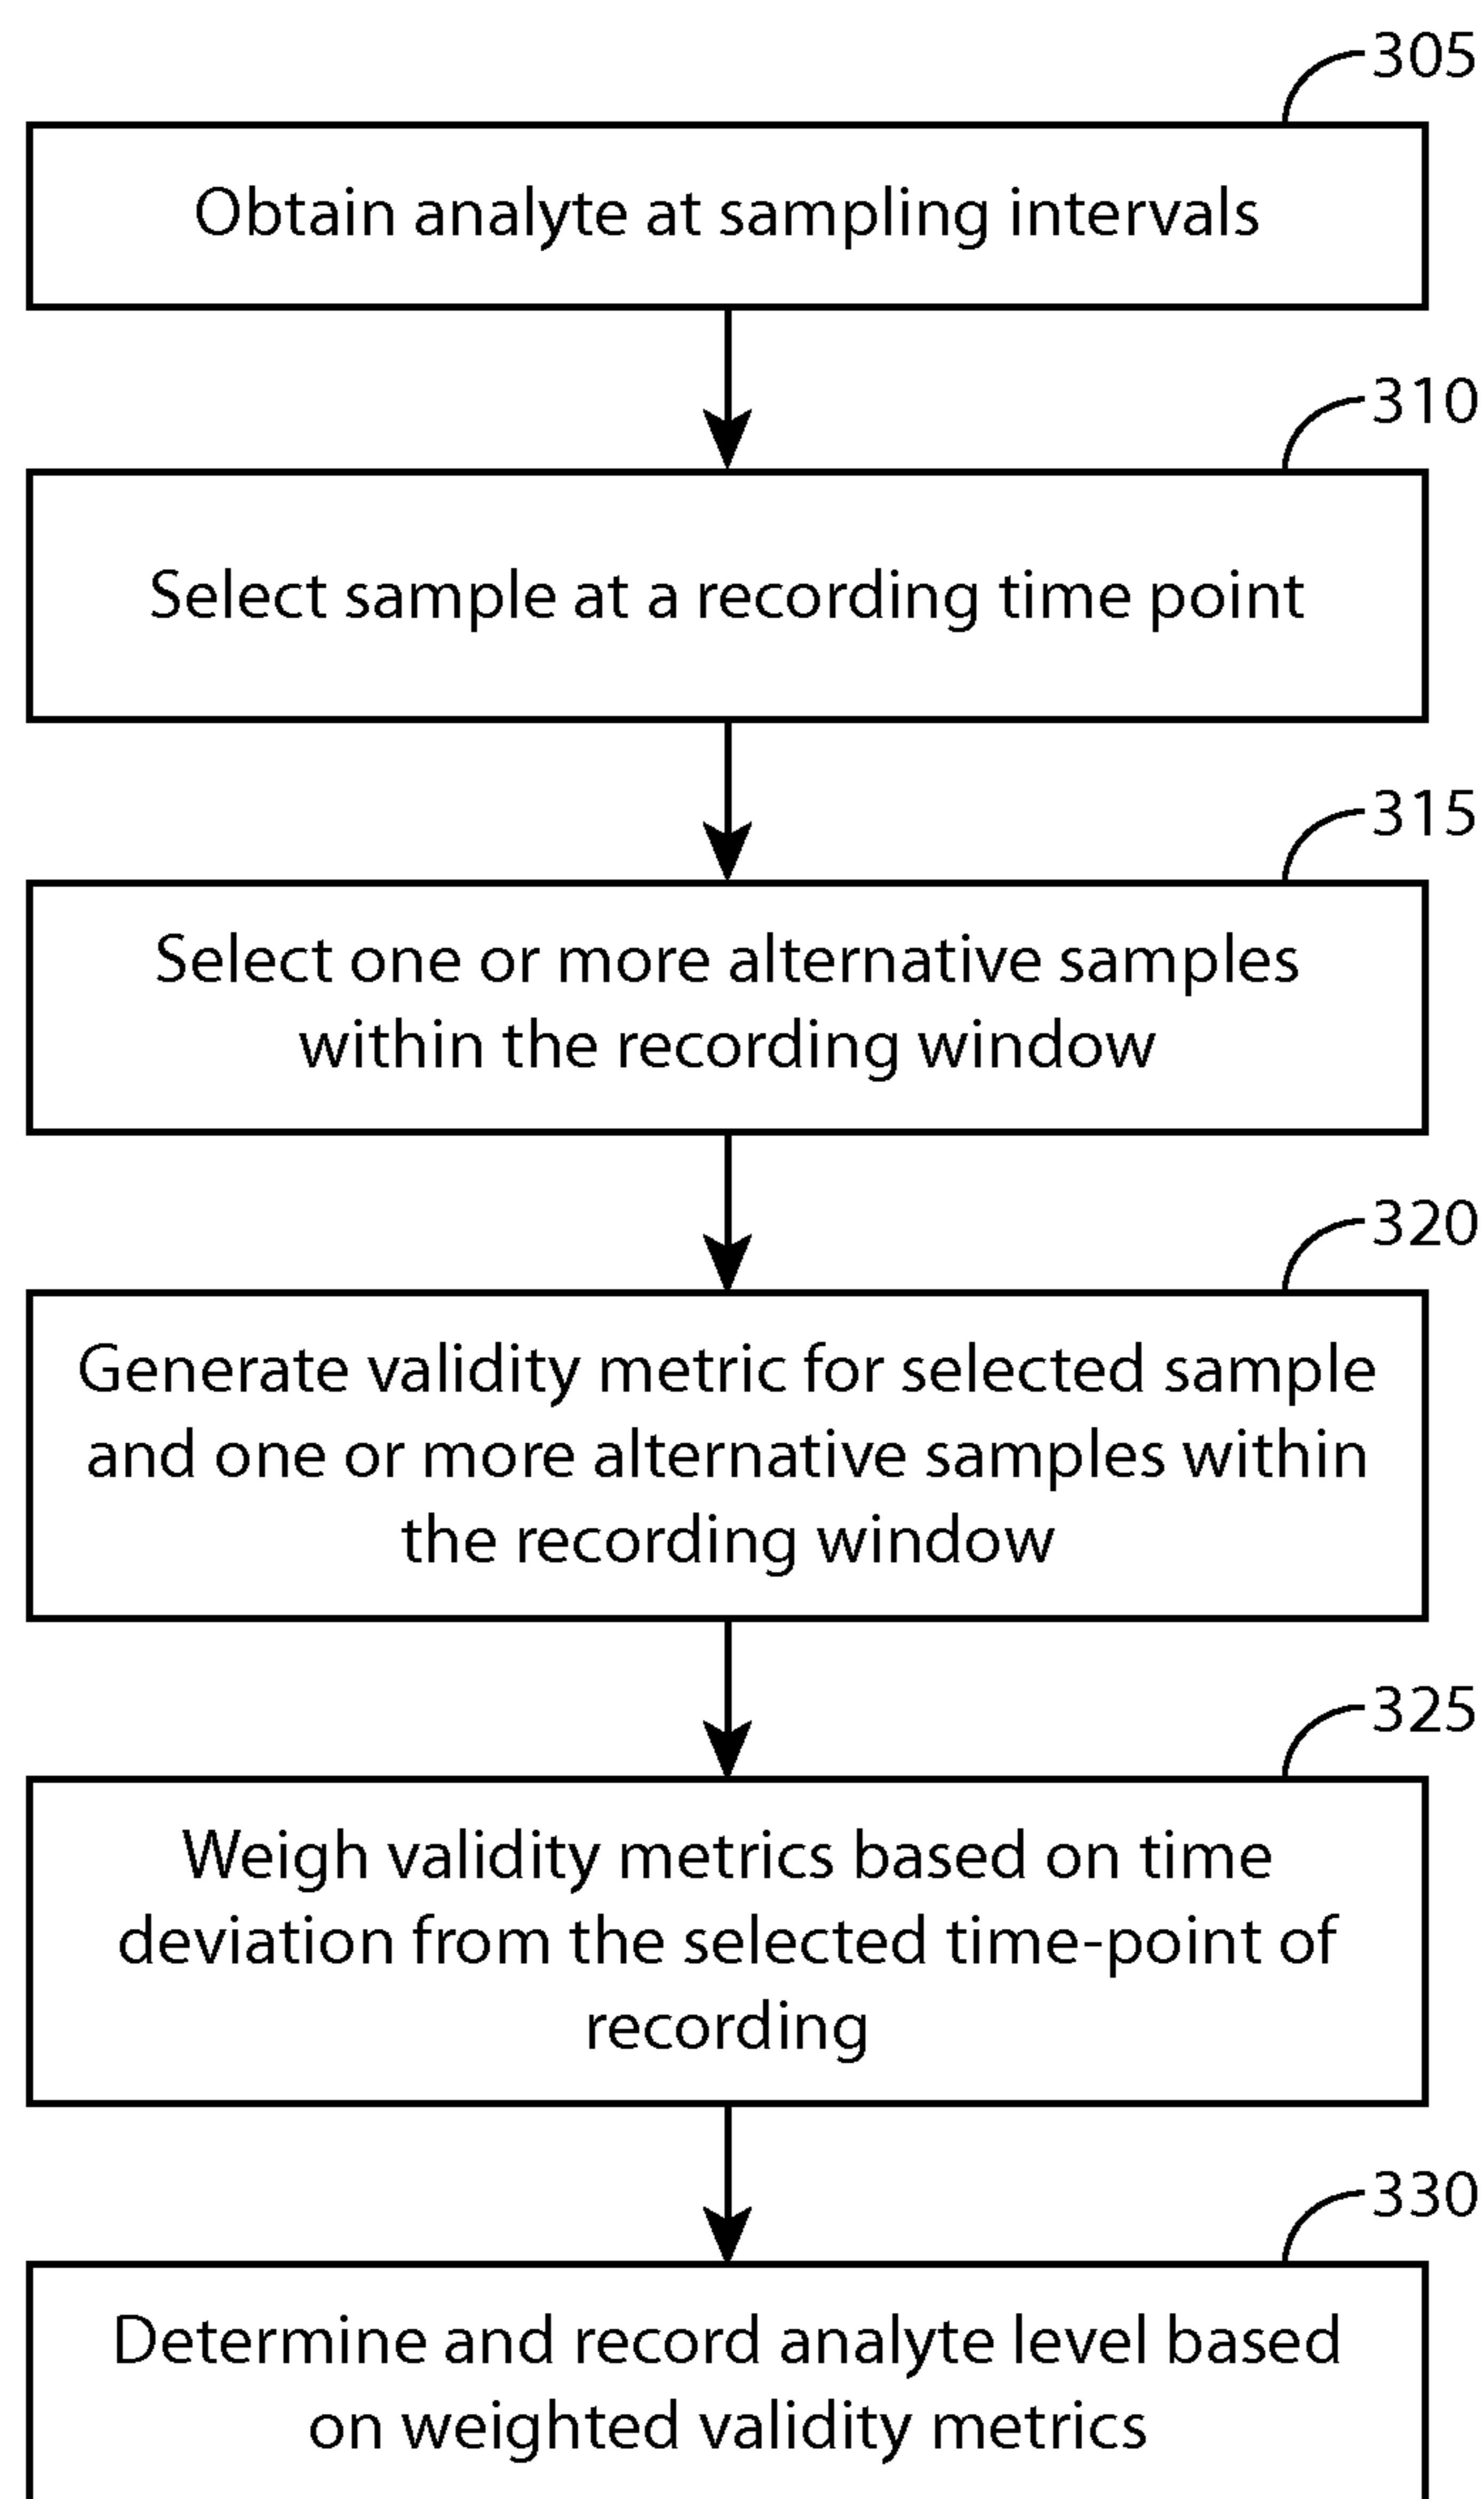 305
Obtain analyte at sampling intervals
310
Select sample at a recording time point
315
Select one or more alternative samples
within the recording window
320
Generate validity metric for selected sample
and one or more alternative samples within
the recording window
325
Weigh validity metrics based on time
deviation from the selected time-point of
recording
330
Determine and record analyte level based
on weighted validity metrics